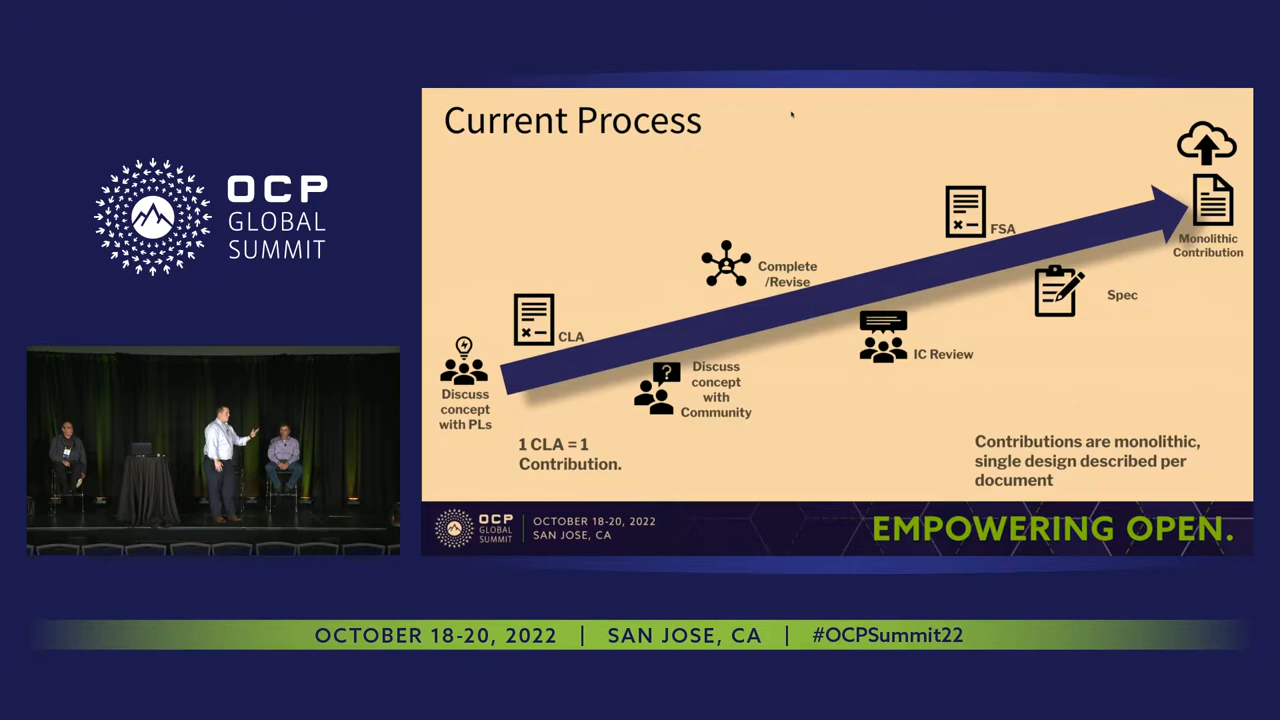 OCP
GLOBAL
SUMMIT
Current Process
Discuss
concept
with PLs
CLA
1 CLA = 1
Contribution.
Discuss
concept
with
Community
?
Complete
/Revise
IC Review
FSA
Spec
Monolithic
Contribution
Contributions are monolithic,
single design described per
document
OCP
GLOBAL
SUMMIT
OCTOBER 18-20, 2022
SAN JOSE, CA
EMPOWERING OPEN.
OCTOBER 18-20, 2022 | SAN JOSE, CA | #OCPSummit22